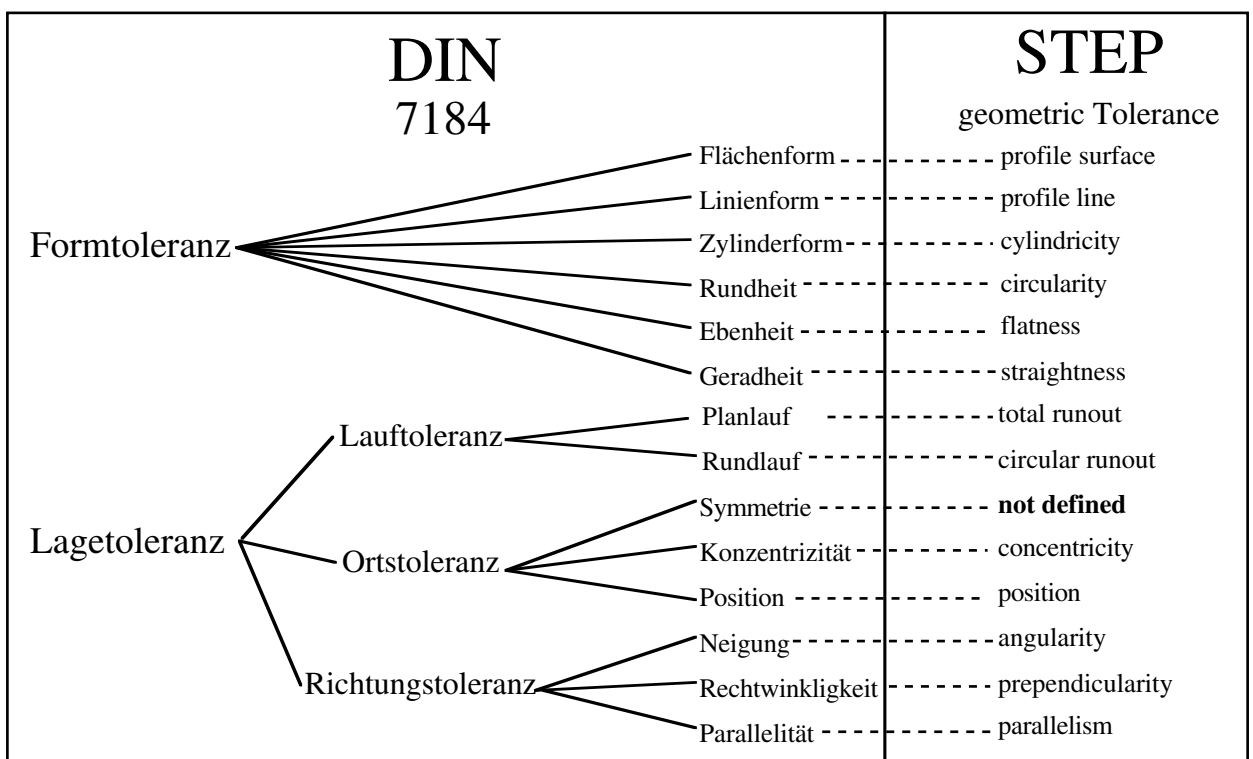 DIN
7184
STEP
geometric Tolerance
Formtoleranz
Flächenform
profile surface
Linienform
profile line
Zylinderform
cylindricity
Rundheit
circularity
Ebenheit
flatness
Geradheit
straightness
Lagetoleranz
Lauftoleranz
Planlauf
total runout
Rundlauf
circular runout
Ortstoleranz
Symmetrie
not defined
Konzentrizität
concentricity
Position
position
Richtungstoleranz
Neigung
angularity
Rechtwinkligkeit
prependicularity
Parallelität
parallelism